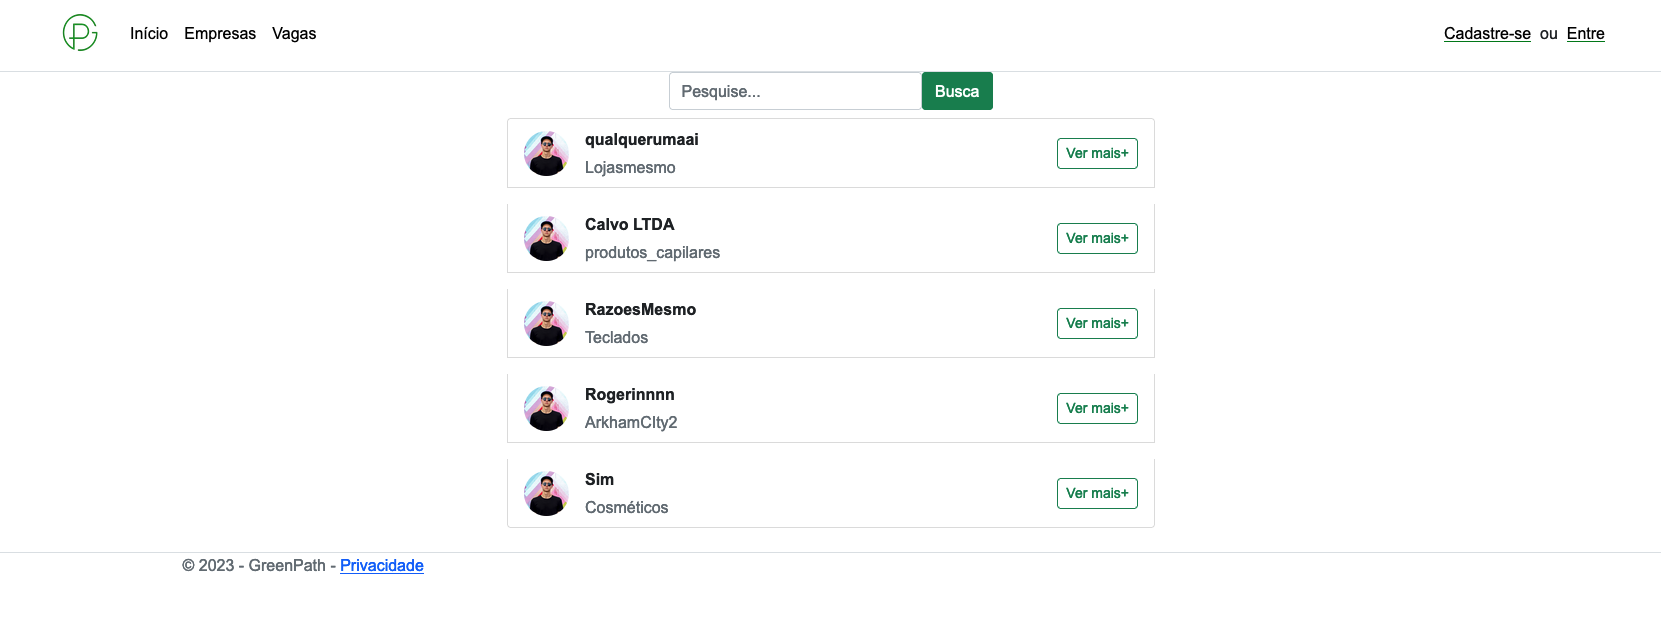 Início Empresas Vagas Cadastre-se ou Entre
Pesquise... Busca
qualquerumaai
Lojasmesmo
Ver mais+
Calvo LTDA
produtos_capilares
Ver mais+
RazoesMesmo
Teclados
Ver mais+
Rogerinnnn
ArkhamCIty2
Ver mais+
Sim
Cosméticos
Ver mais+
© 2023 - GreenPath - Privacidade